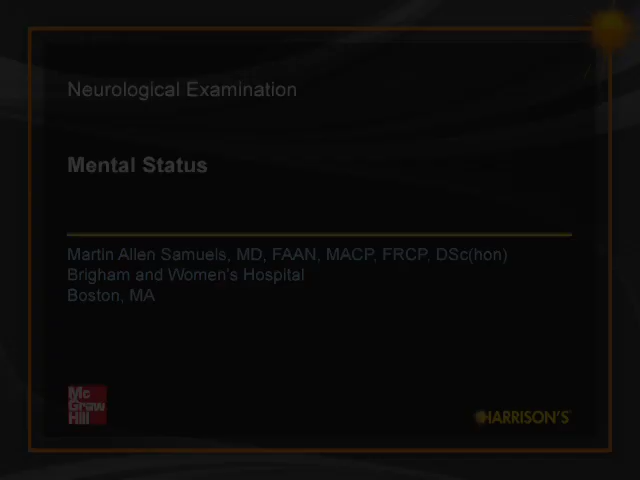 Neurological Examination
Mental Status
Martin Allen Samuels, MD, FAAN, MACP, FRCP, DSc(hon)
Brigham and Women's Hospital
Boston, MA
Mc
Graw
Hill
HARRISON'S